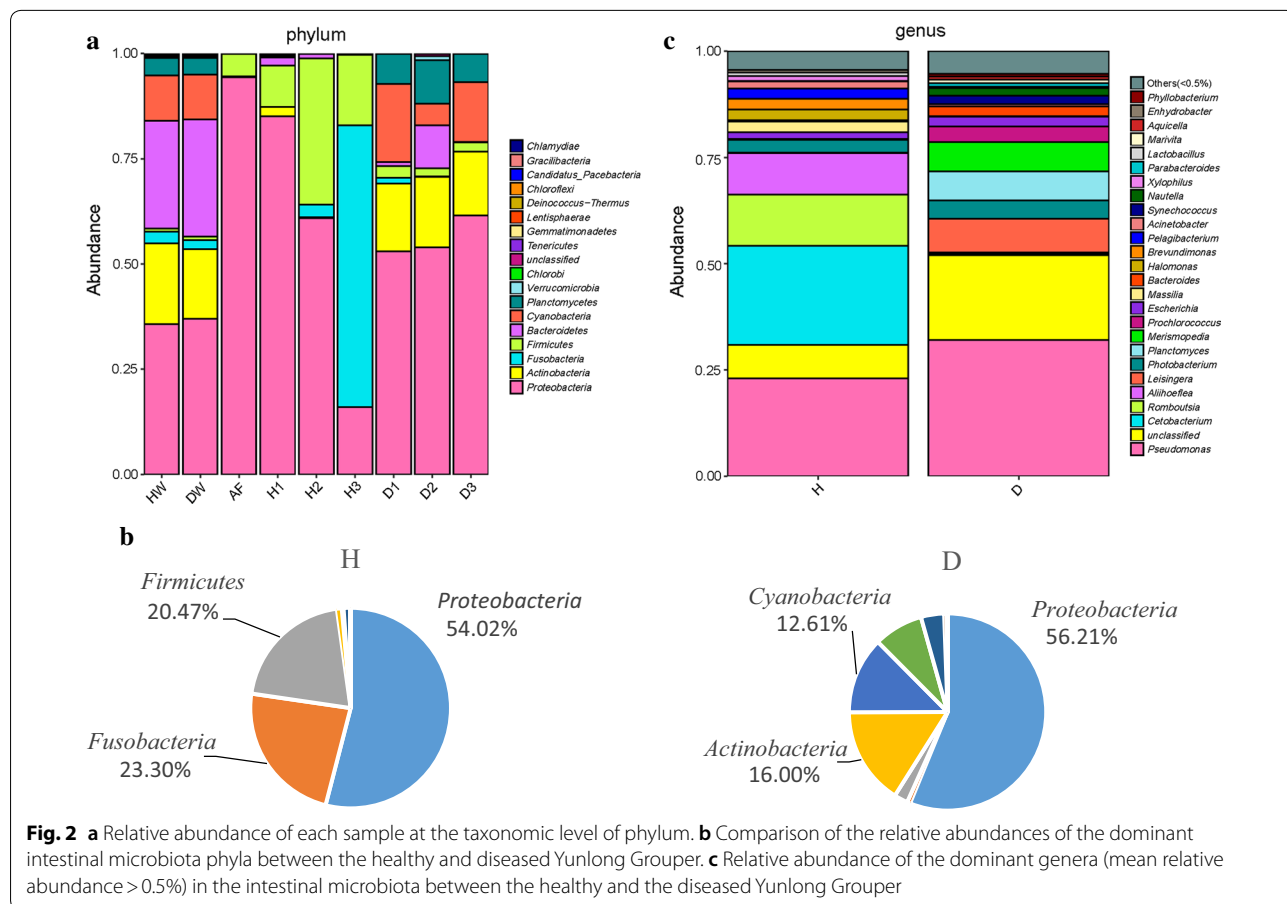 a
phylum
Abundance
1.00
0.75
0.50
0.25
0.00
HW
DW
AF
H1
H2
H3
D1
D2
D3
Chlamydiae
Gracilibacteria
Candidatus_Pacebacteria
Chloroflexi
Deinococcus-Thermus
Lentisphaerae
Gemmatimonadetes
Tenericutes
unclassified
Chlorobi
Verrucomicrobia
Planctomycetes
Cyanobacteria
Bacteroidetes
Firmicutes
Fusobacteria
Actinobacteria
Proteobacteria
c
genus
Abundance
1.00
0.75
0.50
0.25
0.00
H
D
Others(<0.5%)
Phyllobacterium
Enhydrobacter
Aquicella
Marivita
Lactobacillus
Parabacteroides
Xylophilus
Nautella
Synechococcus
Acinetobacter
Pelagibacterium
Brevundimonas
Halomonas
Bacteroides
Massilia
Escherichia
Prochlorococcus
Merismopedia
Planctomyces
Photobacterium
Leisingera
Aliihoeflea
Romboutsia
Cetobacterium
unclassified
Pseudomonas
b
H
Firmicutes
20.47%
Proteobacteria
54.02%
Fusobacteria
23.30%
D
Cyanobacteria
12.61%
Proteobacteria
56.21%
Actinobacteria
16.00%
Fig. 2 a Relative abundance of each sample at the taxonomic level of phylum. b Comparison of the relative abundances of the dominant
intestinal microbiota phyla between the healthy and diseased Yunlong Grouper. c Relative abundance of the dominant genera (mean relative
abundance > 0.5%) in the intestinal microbiota between the healthy and the diseased Yunlong Grouper